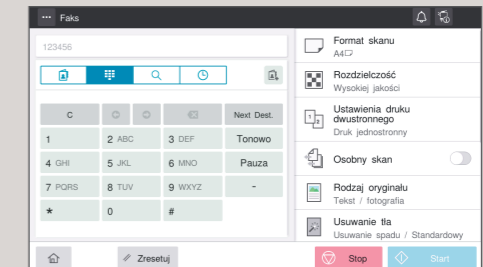 Faks
123456
Format skanu
A4
Rozdzielczość
Wysokiej jakości
C
Next Dest.
Ustawienia druku
dwustronnego
Druk jednostronny
1
2 ABC
3 DEF
Tonowo
4 GHI
5 JKL
6 MNO
Pauza
Osobny skan
7 PQRS
8 TUV
9 WXYZ
-
Rodzaj oryginału
Tekst / fotografia
*
0
#
Usuwanie tła
Usuwanie spadu / Standardowy
Zresetuj
Stop
Start